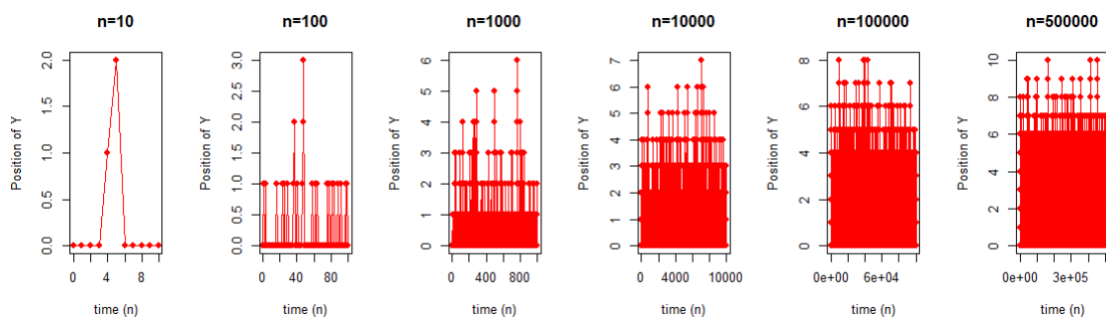 n=10
Position of Y
2.0
1.5
1.0
0.5
0.0
0 4 8
time (n)
n=100
Position of Y
3.0
2.5
2.0
1.5
1.0
0.5
0.0
0 40 80
time (n)
n=1000
Position of Y
6
5
4
3
2
1
0
0 400 800
time (n)
n=10000
Position of Y
7
6
5
4
3
2
1
0
0 4000 10000
time (n)
n=100000
Position of Y
8
6
4
2
0
0e+00 6e+04
time (n)
n=500000
Position of Y
10
8
6
4
2
0
0e+00 3e+05
time (n)